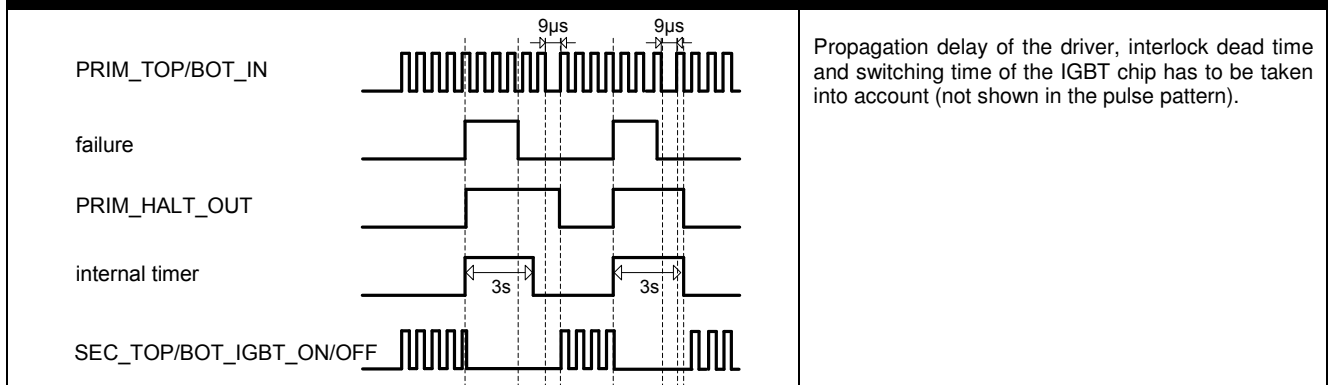 9µs 9µs
PRIM_TOP/BOT_IN
failure
PRIM_HALT_OUT
internal timer
3s 3s
SEC_TOP/BOT_IGBT_ON/OFF
Propagation delay of the driver, interlock dead time
and switching time of the IGBT chip has to be taken
into account (not shown in the pulse pattern).